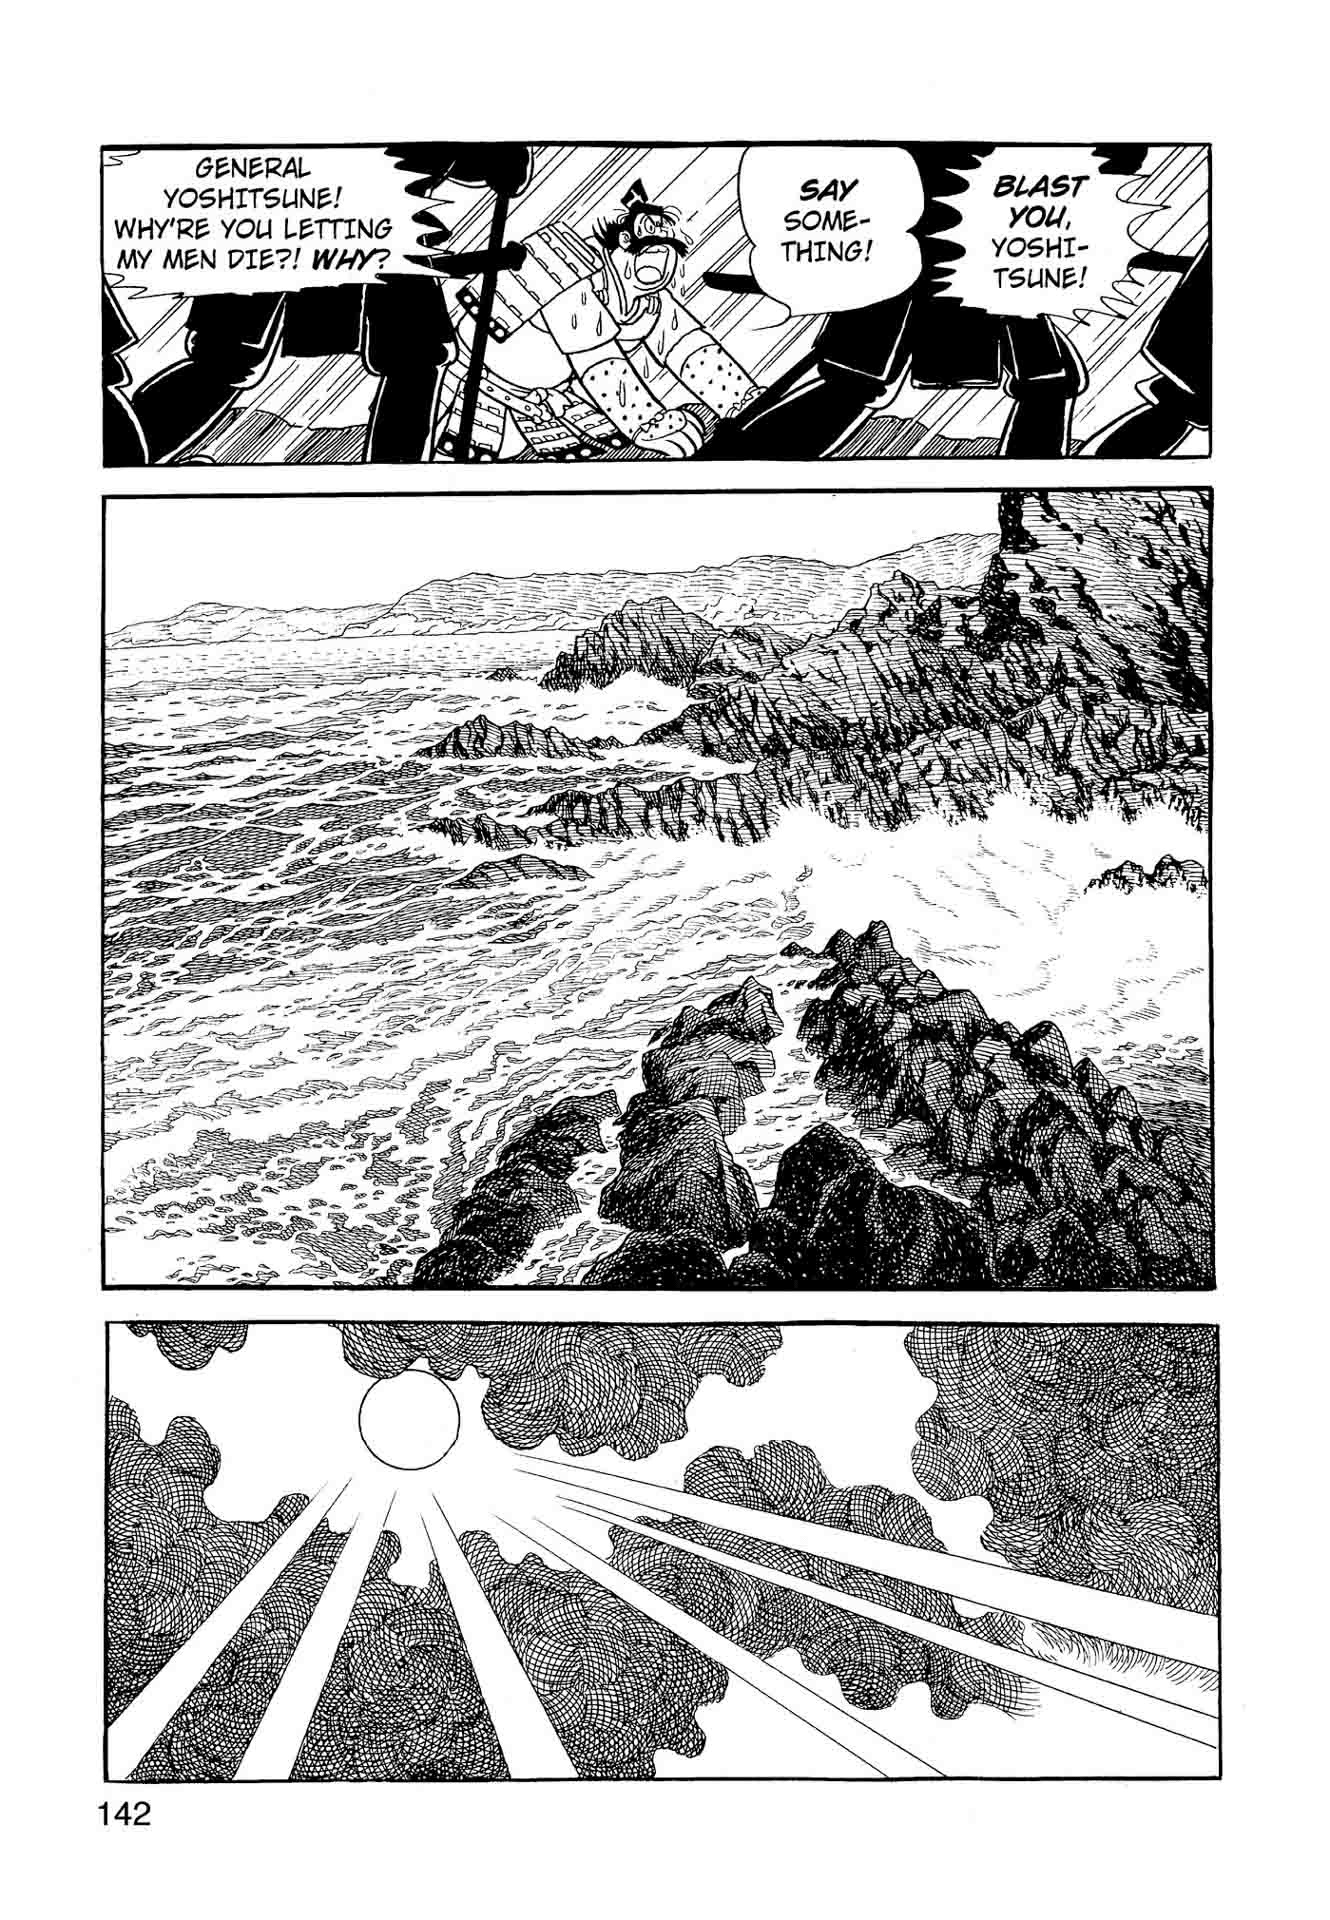 GENERAL
YOSHITSUNE!
WHY'RE YOU LETTING
MY MEN DIE?! WHY?
SAY
SOME-
THING!
BLAST
YOU,
YOSHI-
TSUNE!
142